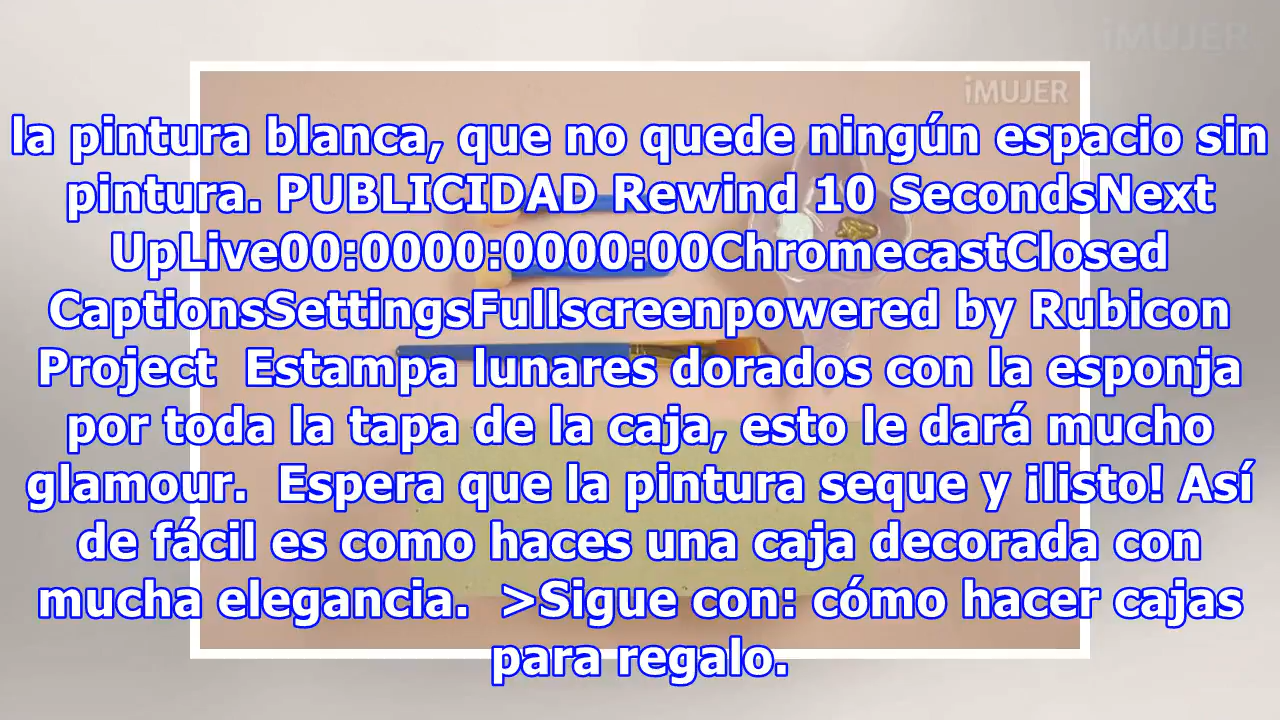 iMUJER
iMUJER
la pintura blanca, que no quede ningún espacio sin
pintura. PUBLICIDAD Rewind 10 SecondsNext
UpLive00:0000:0000:00ChromecastClosed
CaptionsSettingsFullscreenpowered by Rubicon
Project  Estampa lunares dorados con la esponja
por toda la tapa de la caja, esto le dará mucho
glamour.  Espera que la pintura seque y ¡listo! Así
de fácil es como haces una caja decorada con
mucha elegancia.  >Sigue con: cómo hacer cajas
para regalo.